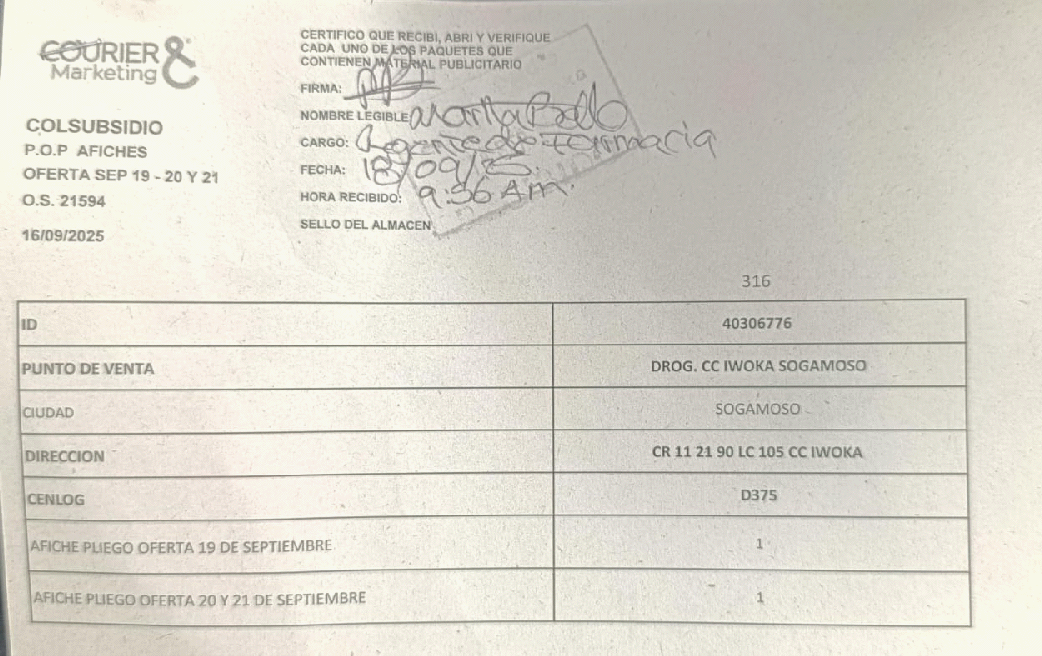 COURIER &
Marketing
COLSUBSIDIO
P.O.P AFICHES
OFERTA SEP 19 - 20 Y 21
O.S. 21594
16/09/2025
CERTIFICO QUE RECIBI, ABRI Y VERIFIQUE
CADA UNO DE LOS PAQUETES QUE
CONTIENEN MATERIAL PUBLICITARIO
FIRMA:
NOMBRE LEGIBLE Bello
CARGO: Regente de Farmacia
FECHA: 18/09/25.
HORA RECIBIDO: 9:56 Am.
SELLO DEL ALMACEN
316
ID 40306776
PUNTO DE VENTA DROG. CC IWOKA SOGAMOSO
CIUDAD SOGAMOSO
DIRECCION CR 11 21 90 LC 105 CC IWOKA
CENLOG D375
AFICHE PLIEGO OFERTA 19 DE SEPTIEMBRE 1
AFICHE PLIEGO OFERTA 20 Y 21 DE SEPTIEMBRE 1